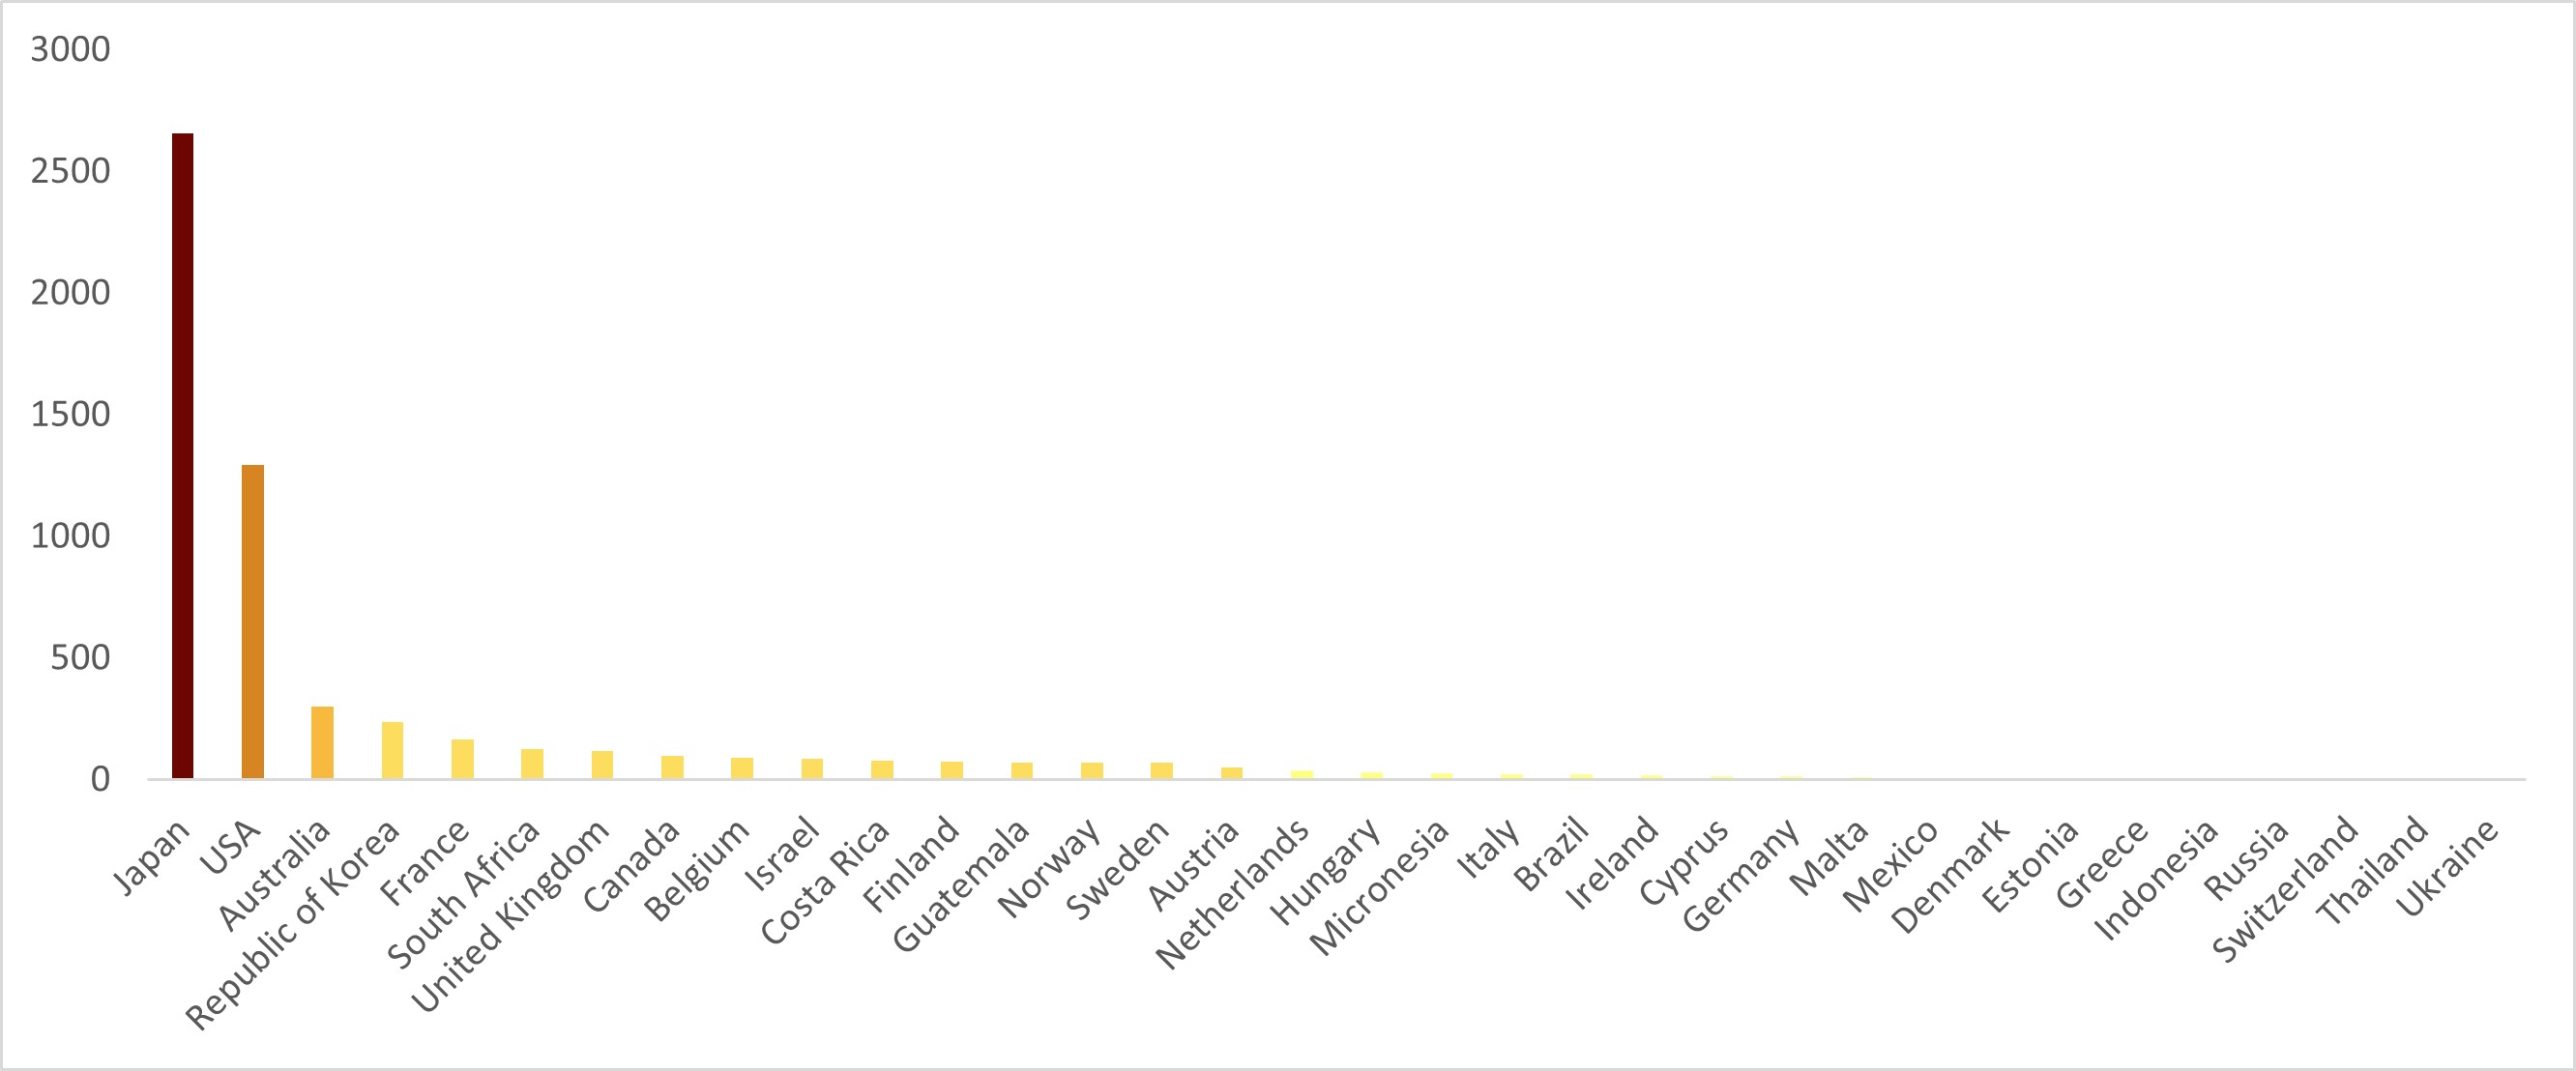 3000
2500
2000
1500
1000
500
0
Japan
USA
Australia
Republic of Korea
France
South Africa
United Kingdom
Canada
Belgium
Israel
Costa Rica
Finland
Guatemala
Norway
Sweden
Austria
Netherlands
Hungary
Micronesia
Italy
Brazil
Ireland
Cyprus
Germany
Malta
Mexico
Denmark
Estonia
Greece
Indonesia
Russia
Switzerland
Thailand
Ukraine